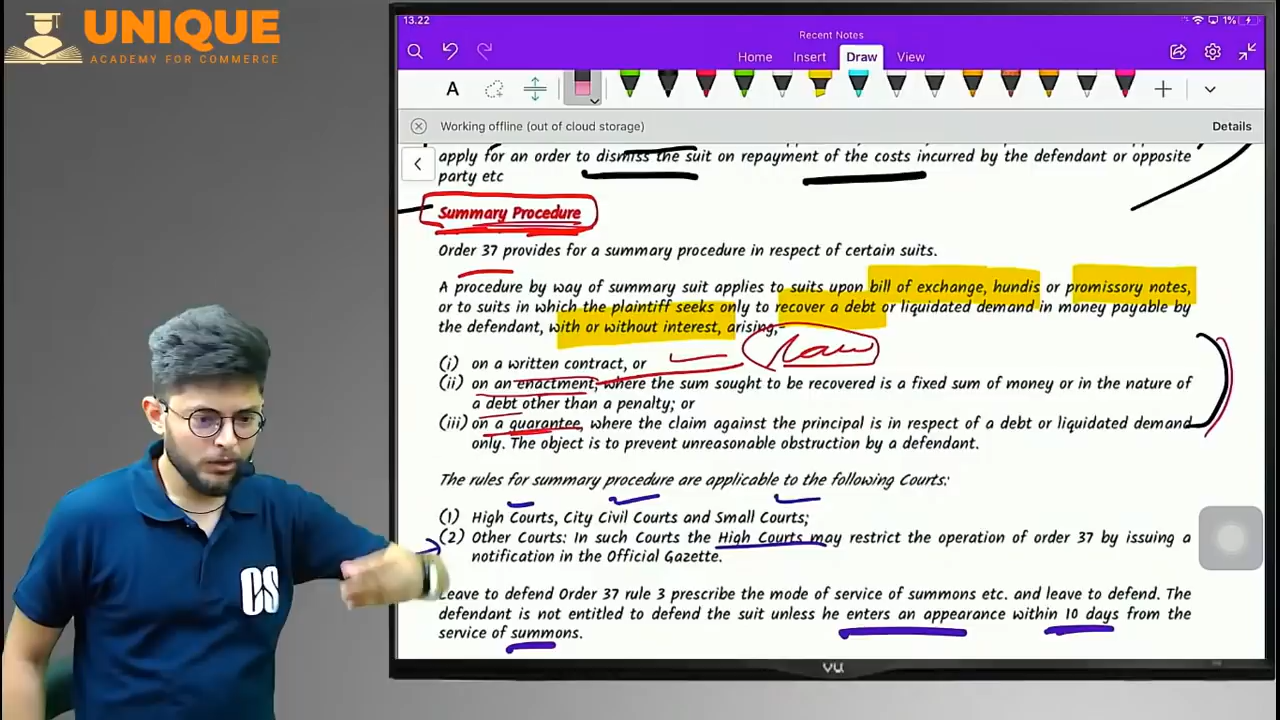 UNIQUE
ACADEMY FOR COMMERCE
13.22
1%
Recent Notes
Home Insert Draw View
A
Working offline (out of cloud storage)
Details
apply for an order to dismiss the suit on repayment of the costs incurred by the defendant or opposite
party etc
Summary Procedure
Order 37 provides for a summary procedure in respect of certain suits.
A procedure by way of summary suit applies to suits upon bill of exchange, hundis or promissory notes,
or to suits in which the plaintiff seeks only to recover a debt or liquidated demand in money payable by
the defendant, with or without interest, arising,-
(i) on a written contract, or
(ii) on an enactment, where the sum sought to be recovered is a fixed sum of money or in the nature of
a debt other than a penalty; or
(iii) on a guarantee, where the claim against the principal is in respect of a debt or liquidated demand
only. The object is to prevent unreasonable obstruction by a defendant.
The rules for summary procedure are applicable to the following Courts:
(1) High Courts, City Civil Courts and Small Courts;
(2) Other Courts: In such Courts the High Courts may restrict the operation of order 37 by issuing a
notification in the Official Gazette.
Leave to defend Order 37 rule 3 prescribe the mode of service of summons etc. and leave to defend. The
defendant is not entitled to defend the suit unless he enters an appearance within 10 days from the
service of summons.
CS
VU